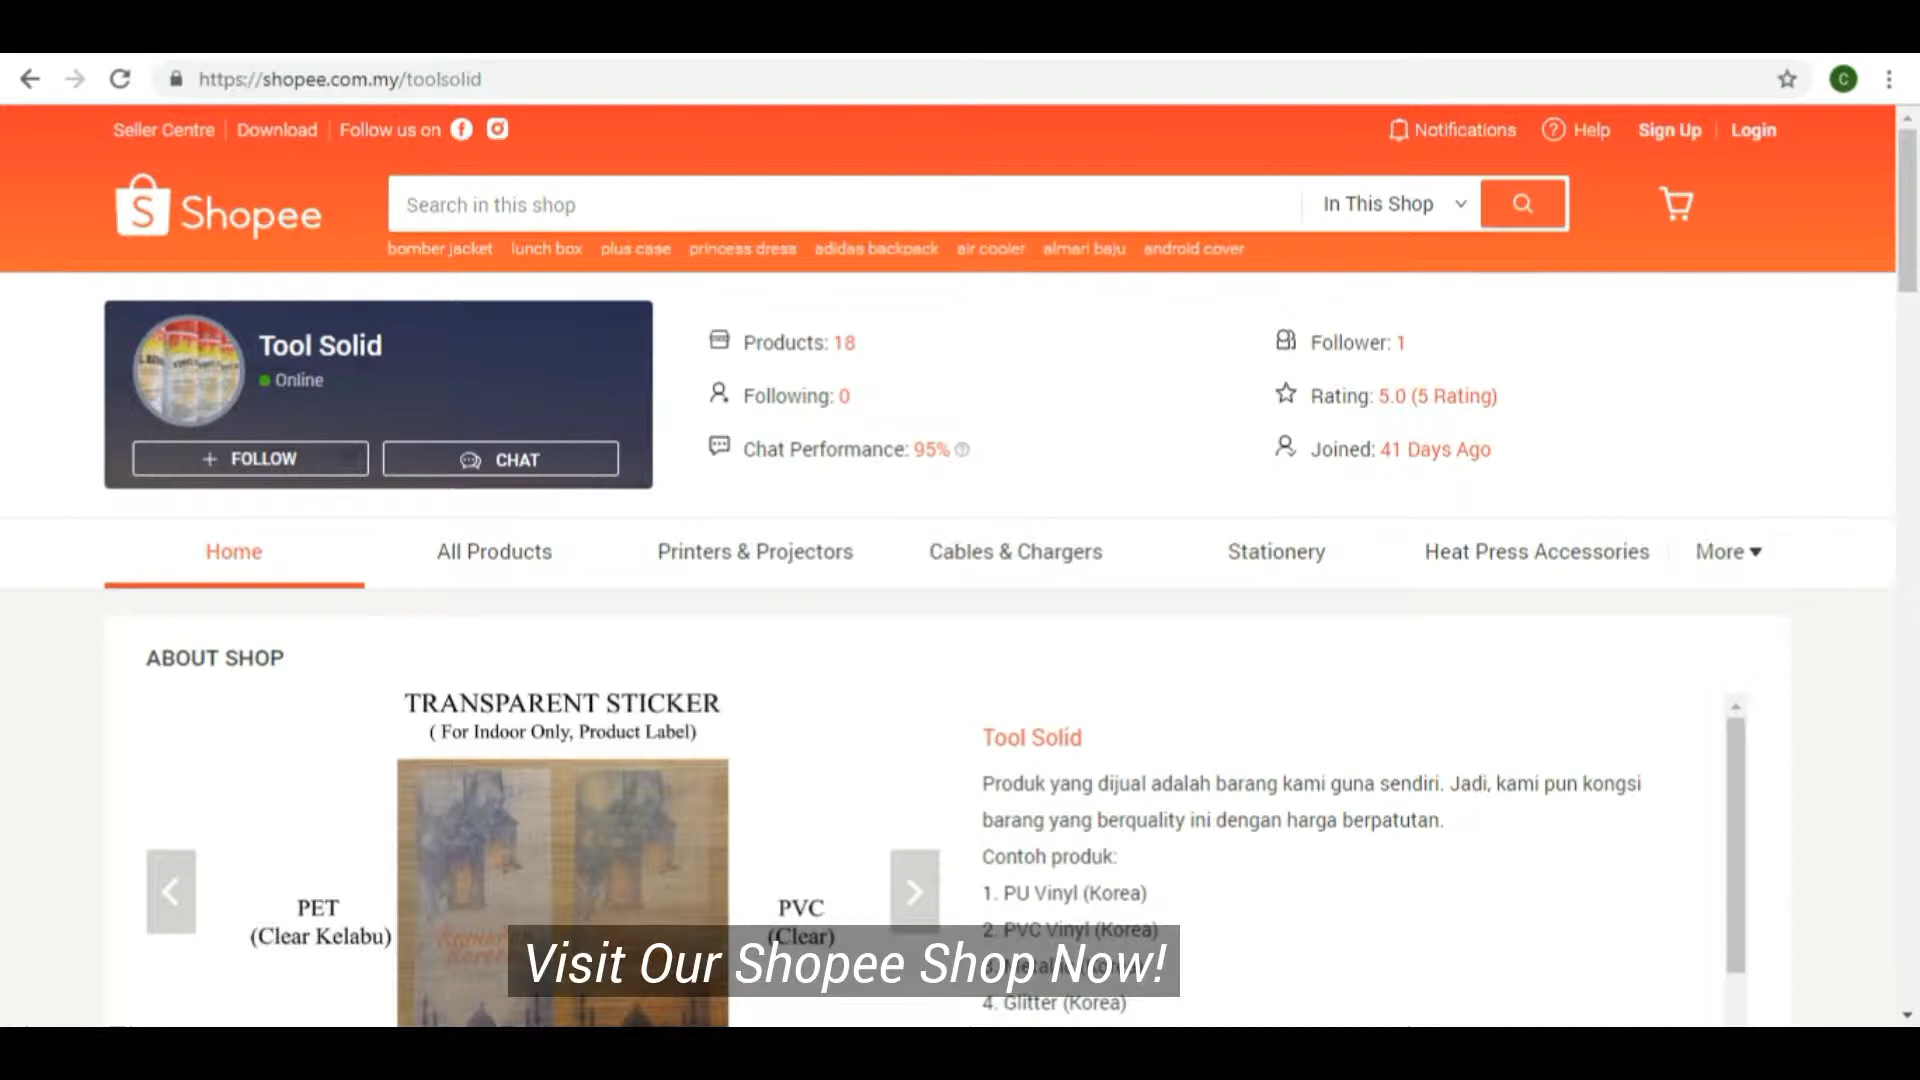 https://shopee.com.my/toolsolid
C
Seller Centre Download Follow us on
Notifications Help Sign Up Login
S Shopee
Search in this shop
In This Shop
bomber jacket lunch box plus case princess dress adidas backpack air cooler almari baju android cover
Tool Solid
Online
+ FOLLOW
CHAT
Products: 18
Following: 0
Chat Performance: 95%
Follower: 1
Rating: 5.0 (5 Rating)
Joined: 41 Days Ago
Home All Products Printers & Projectors Cables & Chargers Stationery Heat Press Accessories More
ABOUT SHOP
TRANSPARENT STICKER
( For Indoor Only, Product Label)
PET
(Clear Kelabu)
PVC
(Clear)
Tool Solid
Produk yang dijual adalah barang kami guna sendiri. Jadi, kami pun kongsi
barang yang berquality ini dengan harga berpatutan.
Contoh produk:
1. PU Vinyl (Korea)
2. PVC Vinyl (Korea)
4. Glitter (Korea)
Visit Our Shopee Shop Now!